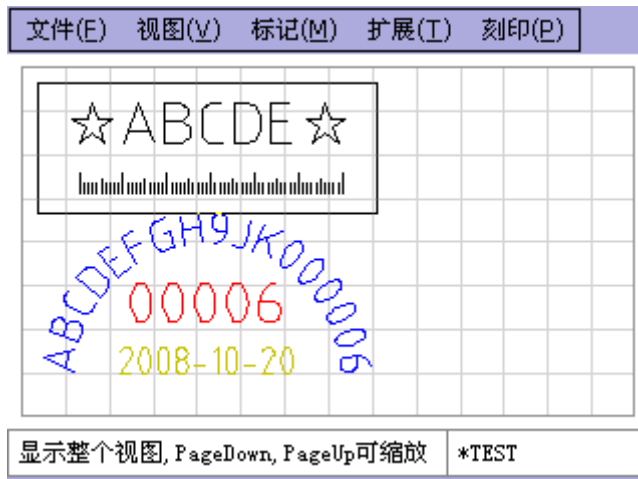 文件(F) 视图(V) 标记(M) 扩展(T) 刻印(P)
☆ABCDE☆
ABCDEFGH9JK000006
00006
2008-10-20
显示整个视图, PageDown, PageUp可缩放 *TEST